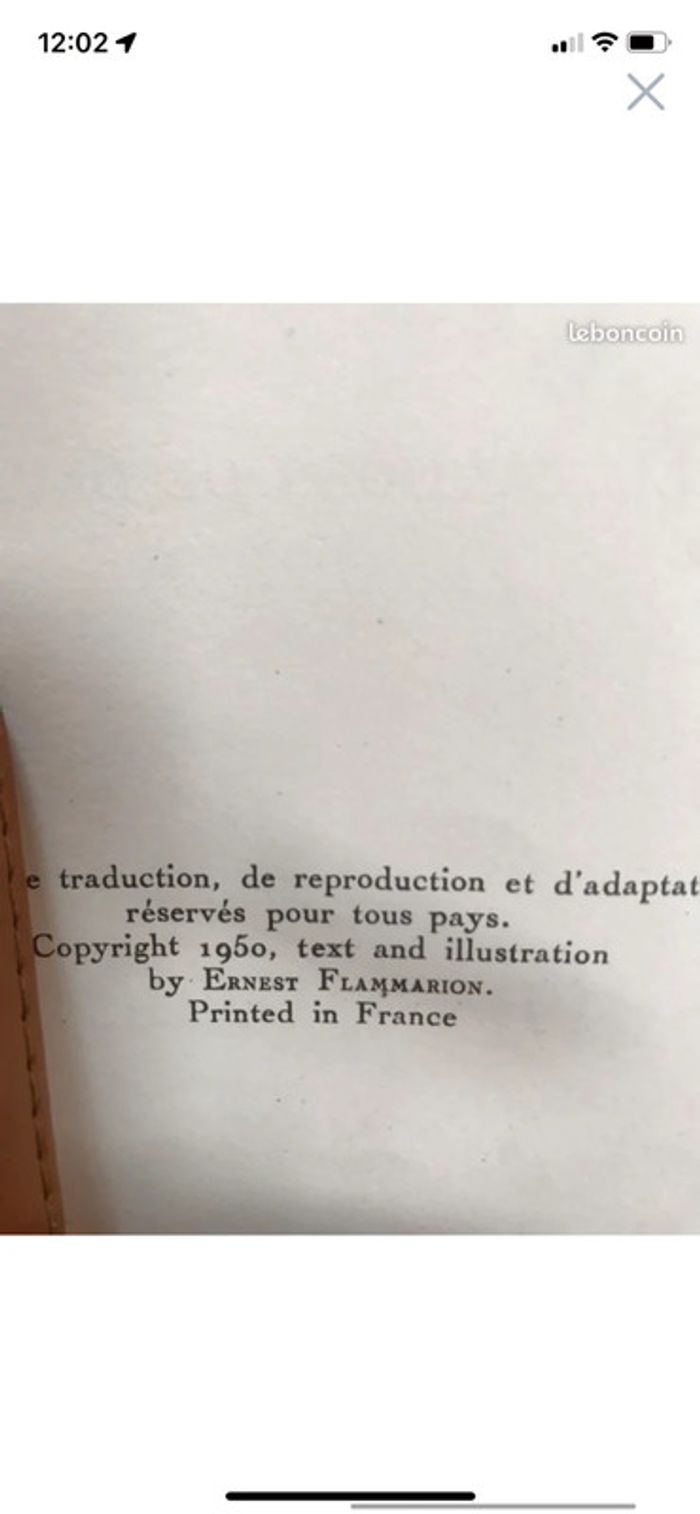 12:02
leboncoin
e traduction, de reproduction et d'adaptat
réservés pour tous pays.
Copyright 1950, text and illustration
by ERNEST FLAMMARION.
Printed in France